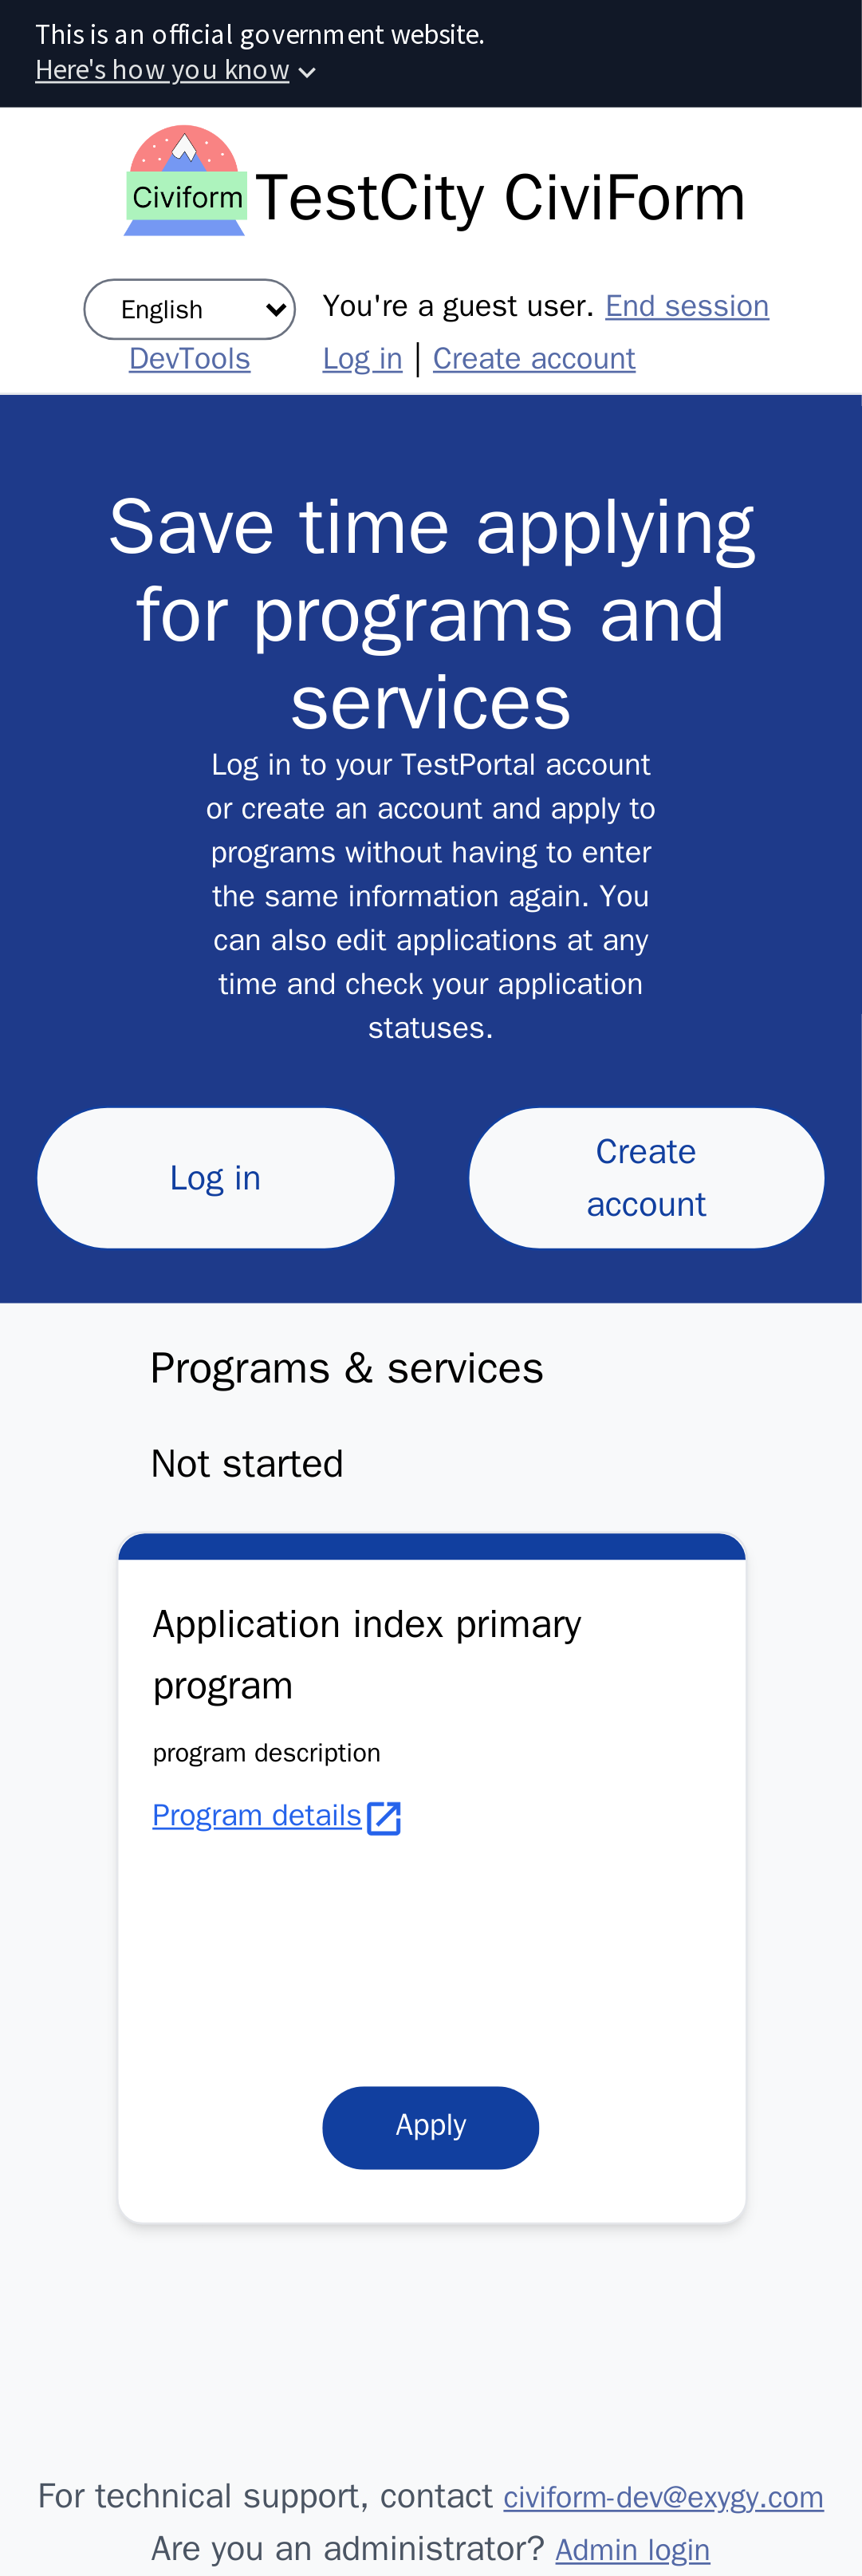 This is an official government website.
Here's how you know
Civiform
TestCity CiviForm
English
You're a guest user. End session
DevTools
Log in | Create account
Save time applying
for programs and
services
Log in to your TestPortal account
or create an account and apply to
programs without having to enter
the same information again. You
can also edit applications at any
time and check your application
statuses.
Log in
Create
account
Programs & services
Not started
Application index primary
program
program description
Program details
Apply
For technical support, contact civiform-dev@exygy.com
Are you an administrator? Admin login